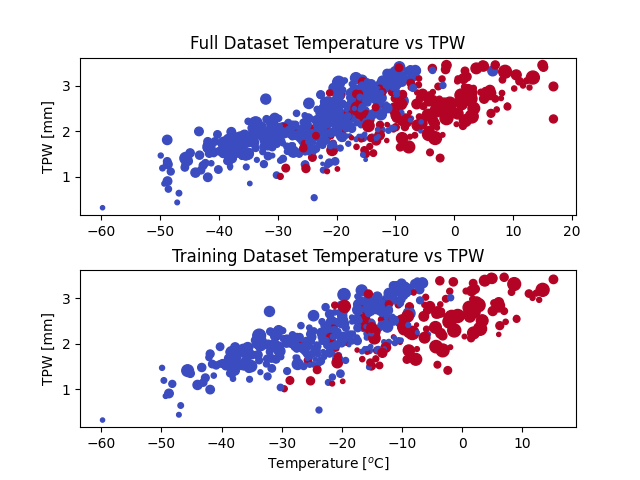 Full Dataset Temperature vs TPW
TPW [mm]
3
2
1
−60 −50 −40 −30 −20 −10 0 10 20
Training Dataset Temperature vs TPW
TPW [mm]
3
2
1
−60 −50 −40 −30 −20 −10 0 10
Temperature [°C]